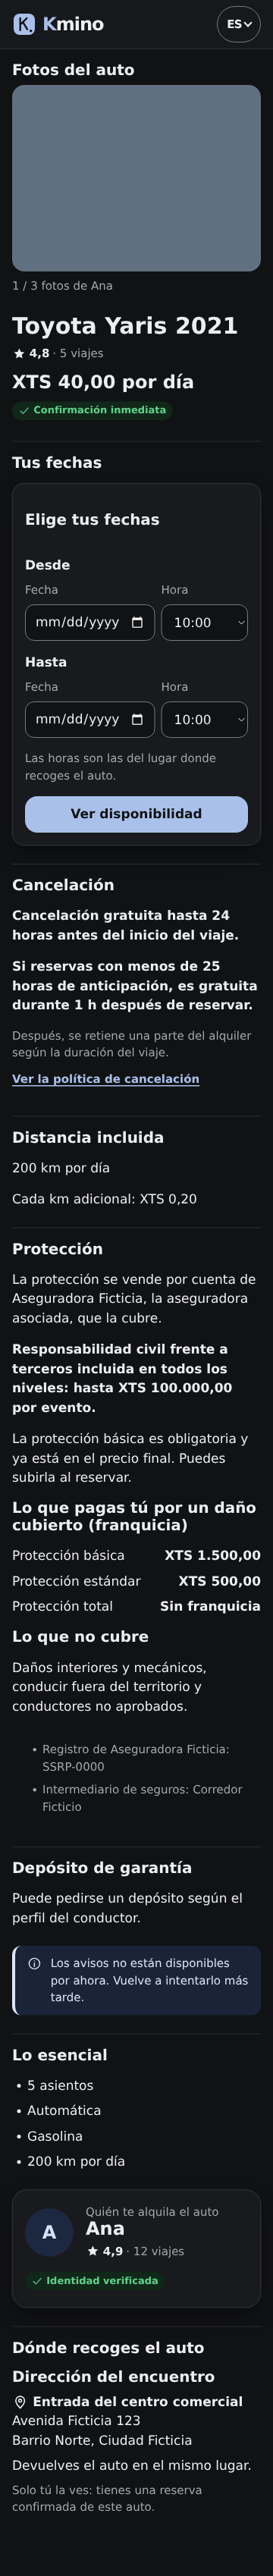 Kmino
ES
Fotos del auto
1 / 3 fotos de Ana
Toyota Yaris 2021
★ 4,8 · 5 viajes
XTS 40,00 por día
Confirmación inmediata
Tus fechas
Elige tus fechas
Desde
Fecha Hora
mm/dd/yyyy 10:00
Hasta
Fecha Hora
mm/dd/yyyy 10:00
Las horas son las del lugar donde
recoges el auto.
Ver disponibilidad
Cancelación
Cancelación gratuita hasta 24
horas antes del inicio del viaje.
Si reservas con menos de 25
horas de anticipación, es gratuita
durante 1 h después de reservar.
Después, se retiene una parte del alquiler
según la duración del viaje.
Ver la política de cancelación
Distancia incluida
200 km por día
Cada km adicional: XTS 0,20
Protección
La protección se vende por cuenta de
Aseguradora Ficticia, la aseguradora
asociada, que la cubre.
Responsabilidad civil frente a
terceros incluida en todos los
niveles: hasta XTS 100.000,00
por evento.
La protección básica es obligatoria y
ya está en el precio final. Puedes
subirla al reservar.
Lo que pagas tú por un daño
cubierto (franquicia)
Protección básica XTS 1.500,00
Protección estándar XTS 500,00
Protección total Sin franquicia
Lo que no cubre
Daños interiores y mecánicos,
conducir fuera del territorio y
conductores no aprobados.
• Registro de Aseguradora Ficticia:
SSRP-0000
• Intermediario de seguros: Corredor
Ficticio
Depósito de garantía
Puede pedirse un depósito según el
perfil del conductor.
Los avisos no están disponibles
por ahora. Vuelve a intentarlo más
tarde.
Lo esencial
• 5 asientos
• Automática
• Gasolina
• 200 km por día
A
Quién te alquila el auto
Ana
★ 4,9 · 12 viajes
Identidad verificada
Dónde recoges el auto
Dirección del encuentro
Entrada del centro comercial
Avenida Ficticia 123
Barrio Norte, Ciudad Ficticia
Devuelves el auto en el mismo lugar.
Solo tú la ves: tienes una reserva
confirmada de este auto.